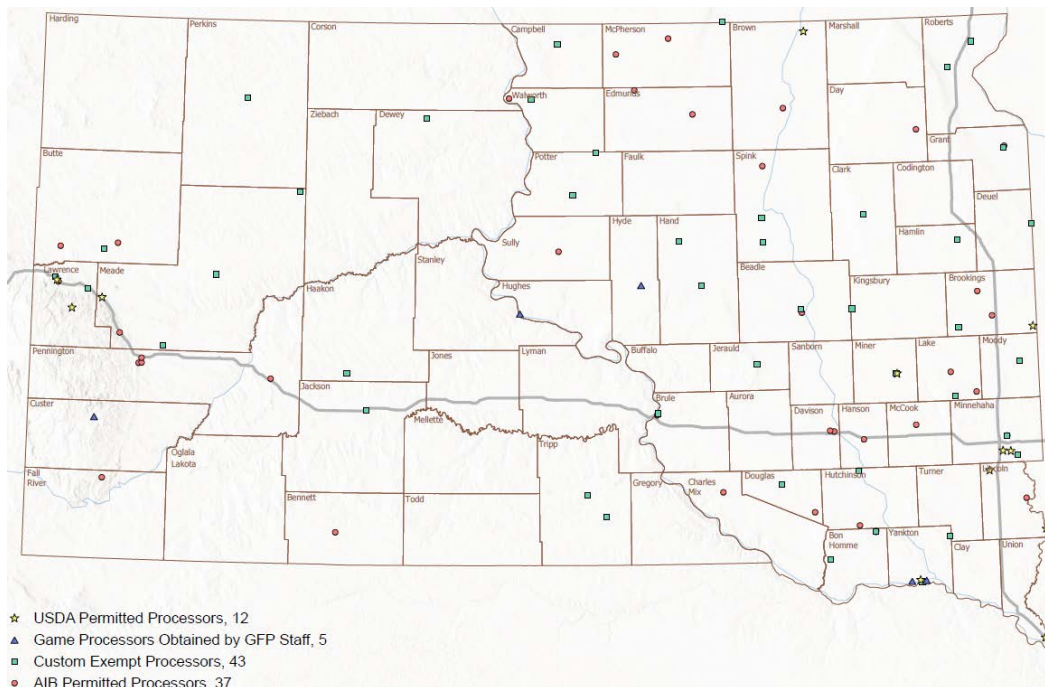 Harding
Perkins
Corson
Campbell
McPherson
Brown
Marshall
Roberts
Walworth
Edmunds
Day
Ziebach
Dewey
Grant
Butte
Potter
Faulk
Spink
Clark
Codington
Deuel
Hamlin
Hyde
Hand
Sully
Stanley
Lawrence
Meade
Haakon
Hughes
Beadle
Kingsbury
Brookings
Pennington
Jones
Lyman
Buffalo
Jerauld
Sanborn
Miner
Lake
Moody
Jackson
Custer
Mellette
Brule
Aurora
Davison
Hanson
McCook
Minnehaha
Oglala
Lakota
Tripp
Fall
River
Bennett
Todd
Gregory
Charles
Mix
Douglas
Hutchinson
Turner
Lincoln
Bon
Homme
Yankton
Clay
Union
USDA Permitted Processors, 12
Game Processors Obtained by GFP Staff, 5
Custom Exempt Processors, 43
AIB Permitted Processors, 37